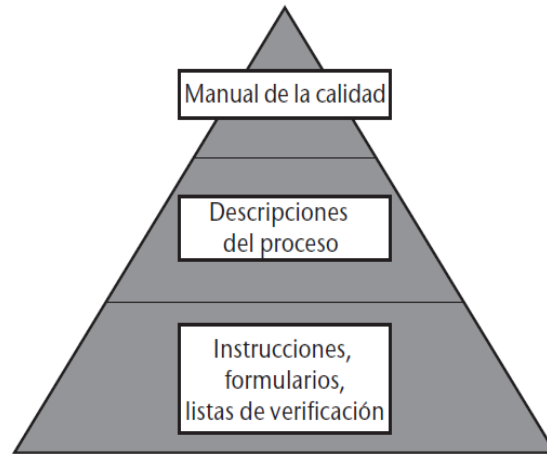 Manual de la calidad
Descripciones
del proceso
Instrucciones,
formularios,
listas de verificación